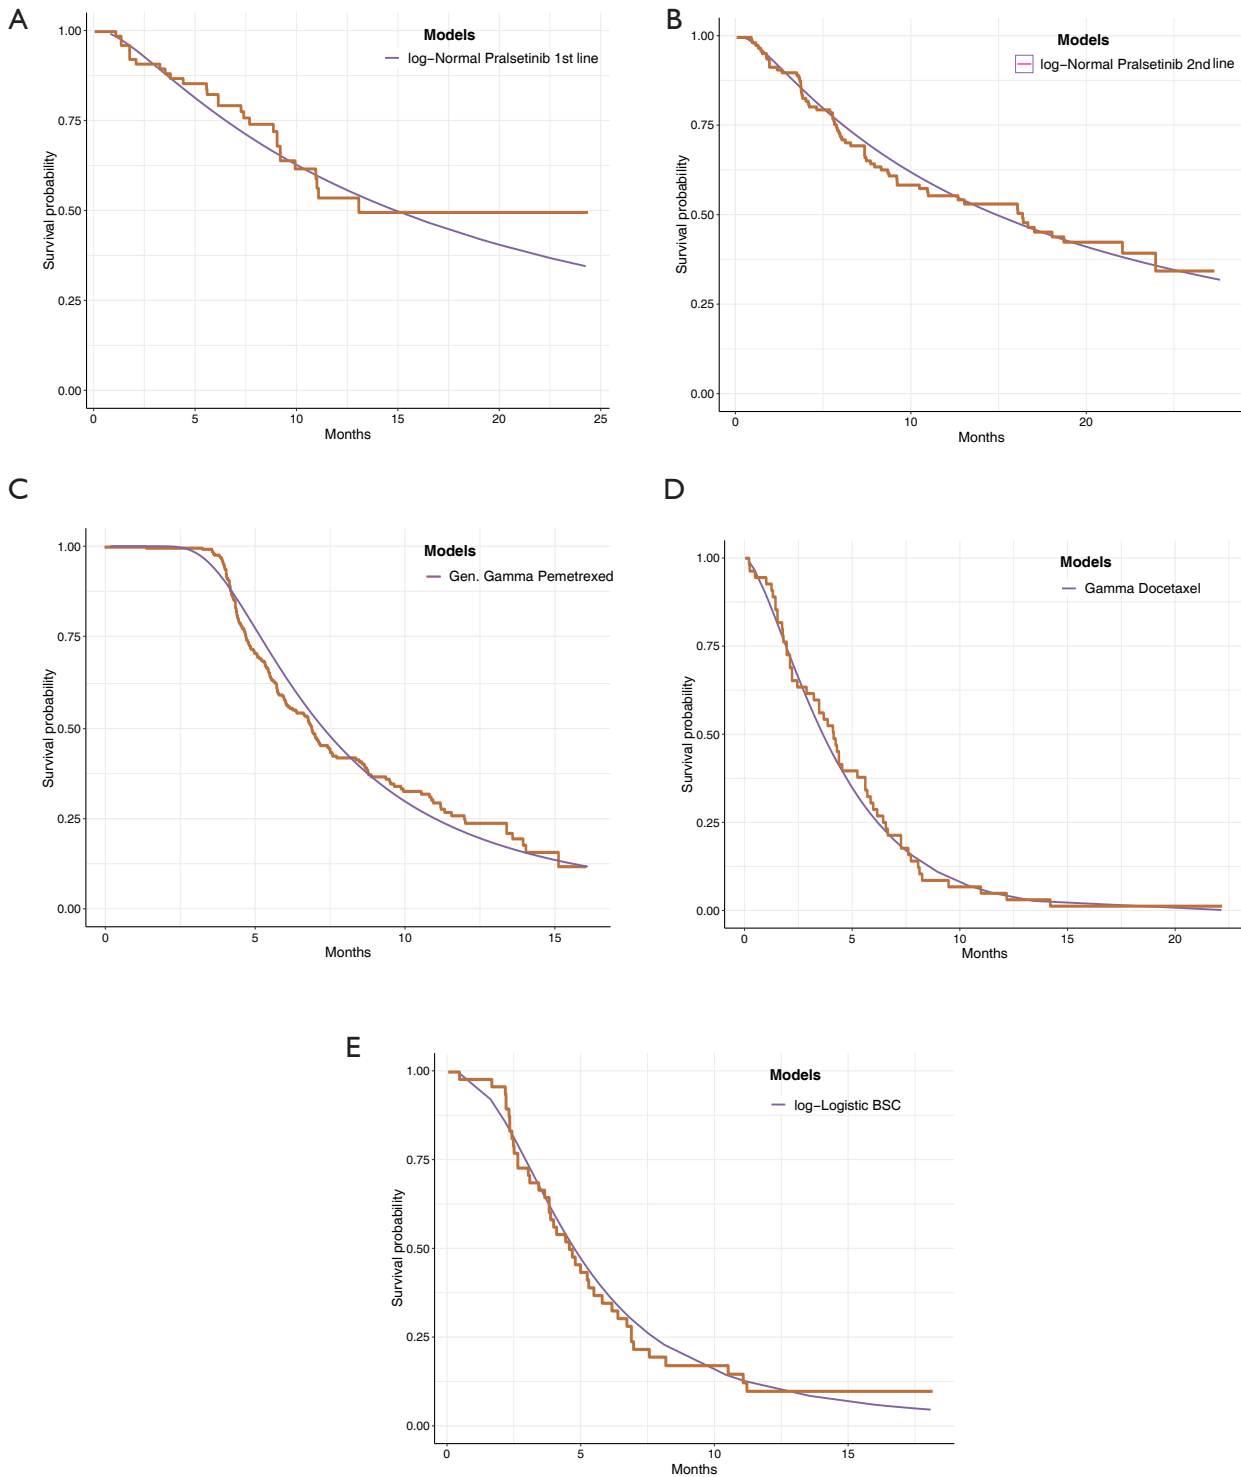 A
Models
log-Normal Pralsetinib 1st line
1.00
0.75
0.50
0.25
0.00
Survival probability
0 5 10 15 20 25
Months
B
Models
log-Normal Pralsetinib 2nd line
1.00
0.75
0.50
0.25
0.00
Survival probability
0 10 20
Months
C
Models
Gen. Gamma Pemetrexed
1.00
0.75
0.50
0.25
0.00
Survival probability
0 5 10 15
Months
D
Models
Gamma Docetaxel
1.00
0.75
0.50
0.25
0.00
Survival probability
0 5 10 15 20
Months
E
Models
log-Logistic BSC
1.00
0.75
0.50
0.25
0.00
Survival probability
0 5 10 15
Months